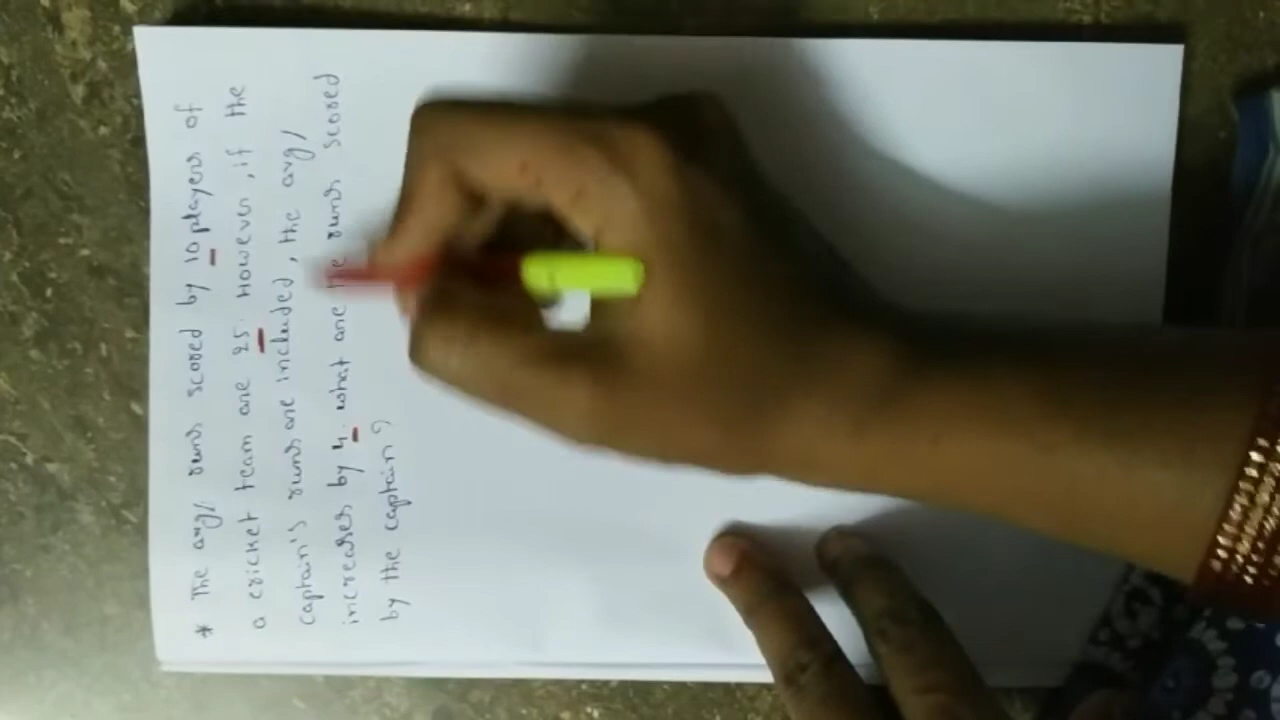 * The avg/. runs scored by 10 players of
a cricket team are 25. However, if the
captain's runs are included, the avg/
increases by 4. what are the runs scored
by the captain?